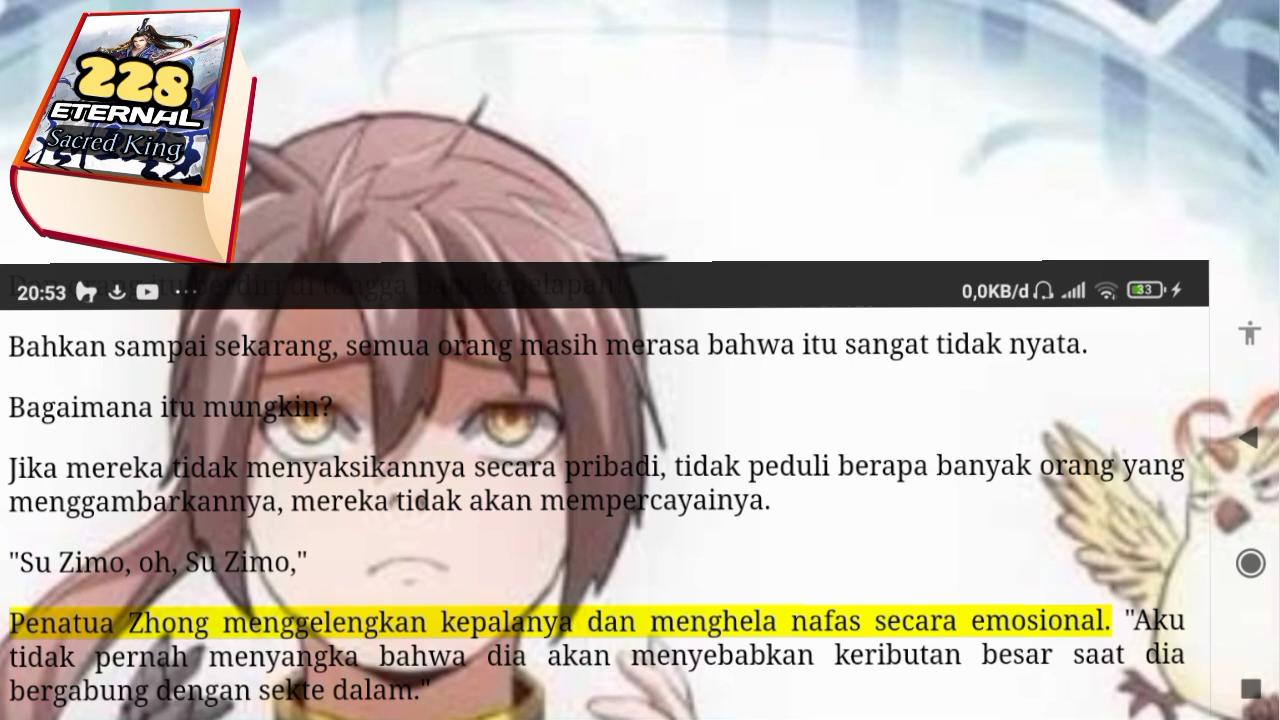 228
ETERNAL
Sacred King
20:53
0,0KB/d
33
Bahkan sampai sekarang, semua orang masih merasa bahwa itu sangat tidak nyata.
Bagaimana itu mungkin?
Jika mereka tidak menyaksikannya secara pribadi, tidak peduli berapa banyak orang yang
menggambarkannya, mereka tidak akan mempercayainya.
"Su Zimo, oh, Su Zimo,"
Penatua Zhong menggelengkan kepalanya dan menghela nafas secara emosional. "Aku
tidak pernah menyangka bahwa dia akan menyebabkan keributan besar saat dia
bergabung dengan sekte dalam."